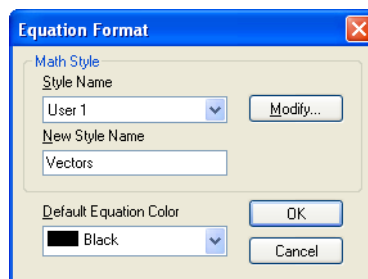 Equation Format
Math Style
Style Name
User 1
Modify...
New Style Name
Vectors
Default Equation Color
OK
Black
Cancel